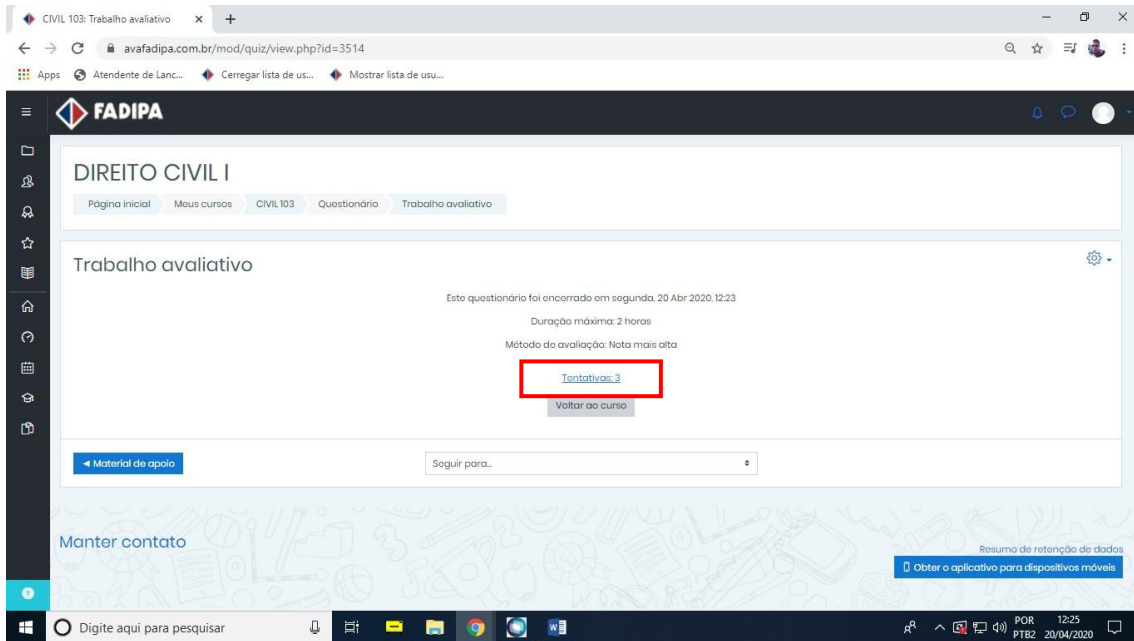 CIVIL 103: Trabalho avaliativo
avafadipa.com.br/mod/quiz/view.php?id=3514
Apps Atendente de Lanc... Cerregar lista de us... Mostrar lista de usu...
FADIPA
DIREITO CIVIL I
Página inicial Meus cursos CIVIL 103 Questionário Trabalho avaliativo
Trabalho avaliativo
Este questionário foi encerrado em segunda, 20 Abr 2020, 12:23
Duração máxima: 2 horas
Método de avaliação: Nota mais alta
Tentativas: 3
Voltar ao curso
◄ Material de apoio Seguir para...
Manter contato
Resumo de retenção de dados
Obter o aplicativo para dispositivos móveis
Digite aqui para pesquisar
POR 12:25
PTB2 20/04/2020